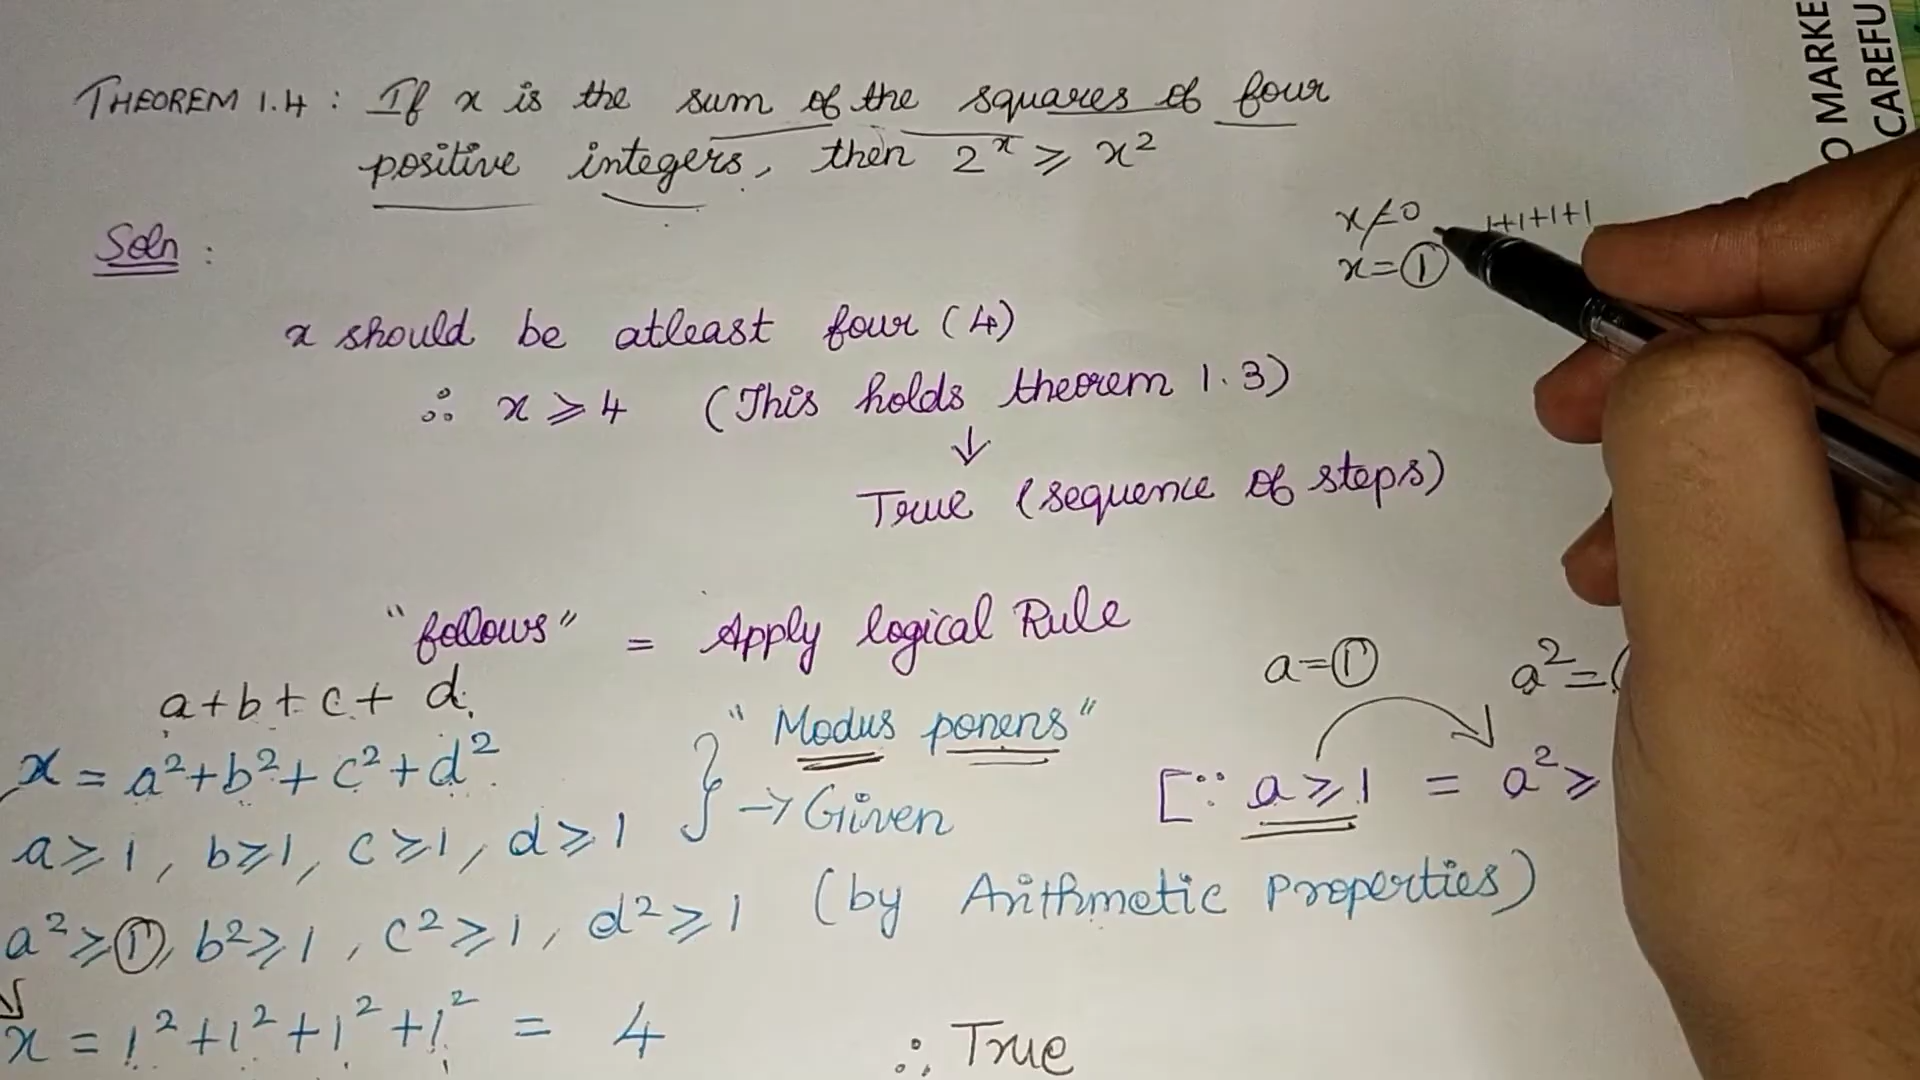 THEOREM 1.4 : If x is the sum of the squares of four
positive integers, then 2^x ⩾ x²
Soln :
x≠0 1+1+1+1
x=①
x should be atleast four (4)
∴ x ⩾ 4 (This holds theorem 1.3)
↓
True (sequence of steps)
"follows" = Apply logical Rule
a+b+c+d
x = a²+b²+c²+d²
a⩾1, b⩾1, c⩾1, d⩾1
} "Modus ponens"
→ Given
a=① a²=
[∵ a⩾1 = a²⩾
a²⩾①, b²⩾1, c²⩾1, d²⩾1 (by Arithmetic Properties)
x = 1²+1²+1²+1² = 4 ∴ True
O MARKE
CAREFU